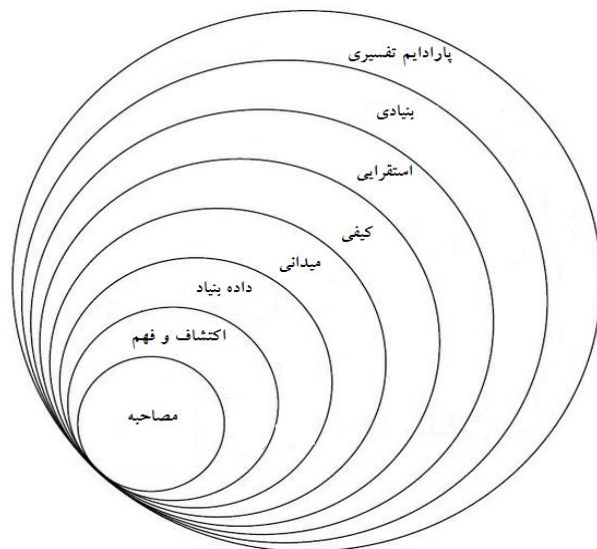 پارادایم تفسیری
بنیادی
استقرایی
کیفی
میدانی
داده بنیاد
اکتشاف و فهم
مصاحبه